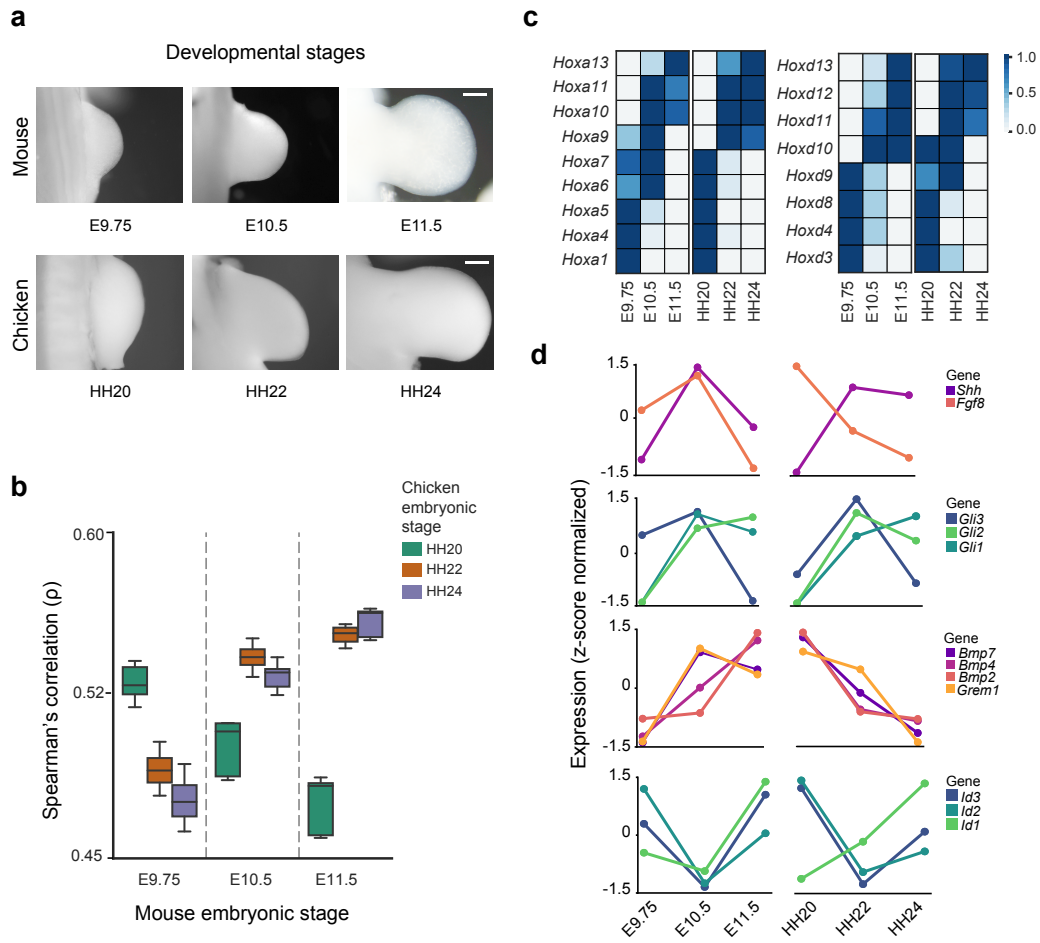 a
Developmental stages
Mouse
E9.75
E10.5
E11.5
Chicken
HH20
HH22
HH24
b
Chicken
embryonic
stage
HH20
HH22
HH24
0.60
0.52
0.45
Spearman's correlation (ρ)
E9.75
E10.5
E11.5
Mouse embryonic stage
c
Hoxa13
Hoxa11
Hoxa10
Hoxa9
Hoxa7
Hoxa6
Hoxa5
Hoxa4
Hoxa1
E9.75
E10.5
E11.5
HH20
HH22
HH24
Hoxd13
Hoxd12
Hoxd11
Hoxd10
Hoxd9
Hoxd8
Hoxd4
Hoxd3
E9.75
E10.5
E11.5
HH20
HH22
HH24
1.0
0.5
0.0
d
Expression (z-score normalized)
1.5
0
-1.5
Gene
Shh
Fgf8
1.5
0
-1.5
Gene
Gli3
Gli2
Gli1
1.5
0
-1.5
Gene
Bmp7
Bmp4
Bmp2
Grem1
1.5
0
-1.5
Gene
Id3
Id2
Id1
E9.75
E10.5
E11.5
HH20
HH22
HH24